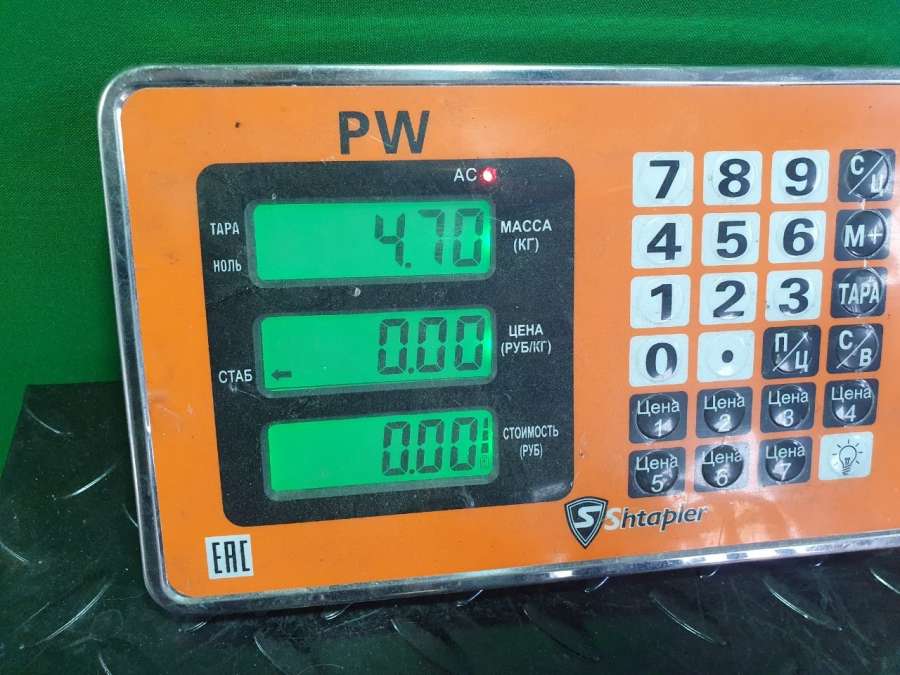 PW
AC
ТАРА
НОЛЬ
4.70
МАССА
(КГ)
СТАБ
0.00
ЦЕНА
(РУБ/КГ)
0.00
СТОИМОСТЬ
(РУБ)
EAC
S Shtapler
7 8 9 С/Ц
4 5 6 М+
1 2 3 ТАРА
0 . П/Ц С/В
Цена 1 Цена 2 Цена 3 Цена 4
Цена 5 Цена 6 Цена 7